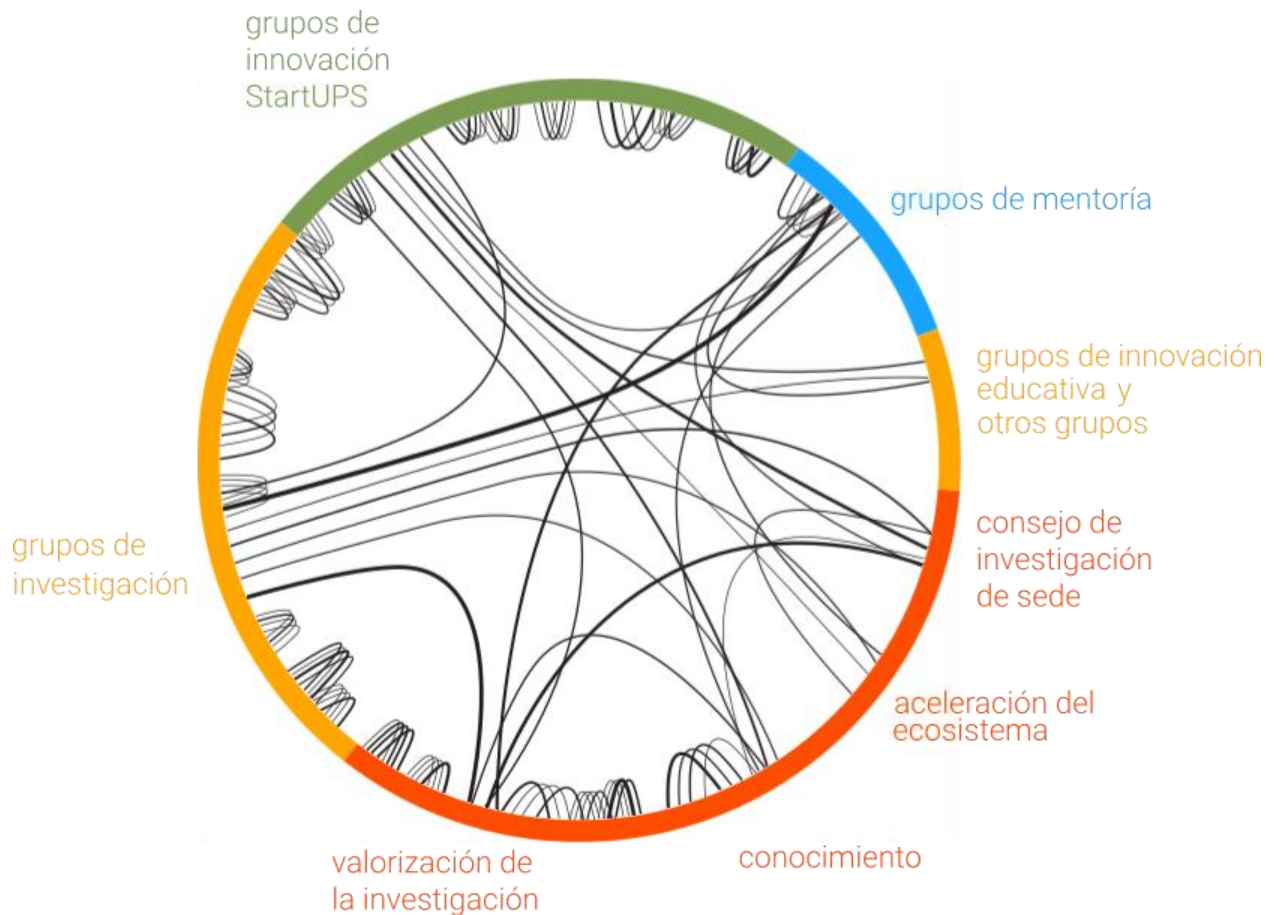 grupos de
innovación
StartUPS
grupos de mentoría
grupos de innovación
educativa y
otros grupos
consejo de
investigación
de sede
grupos de
investigación
aceleración del
ecosistema
conocimiento
valorización de
la investigación